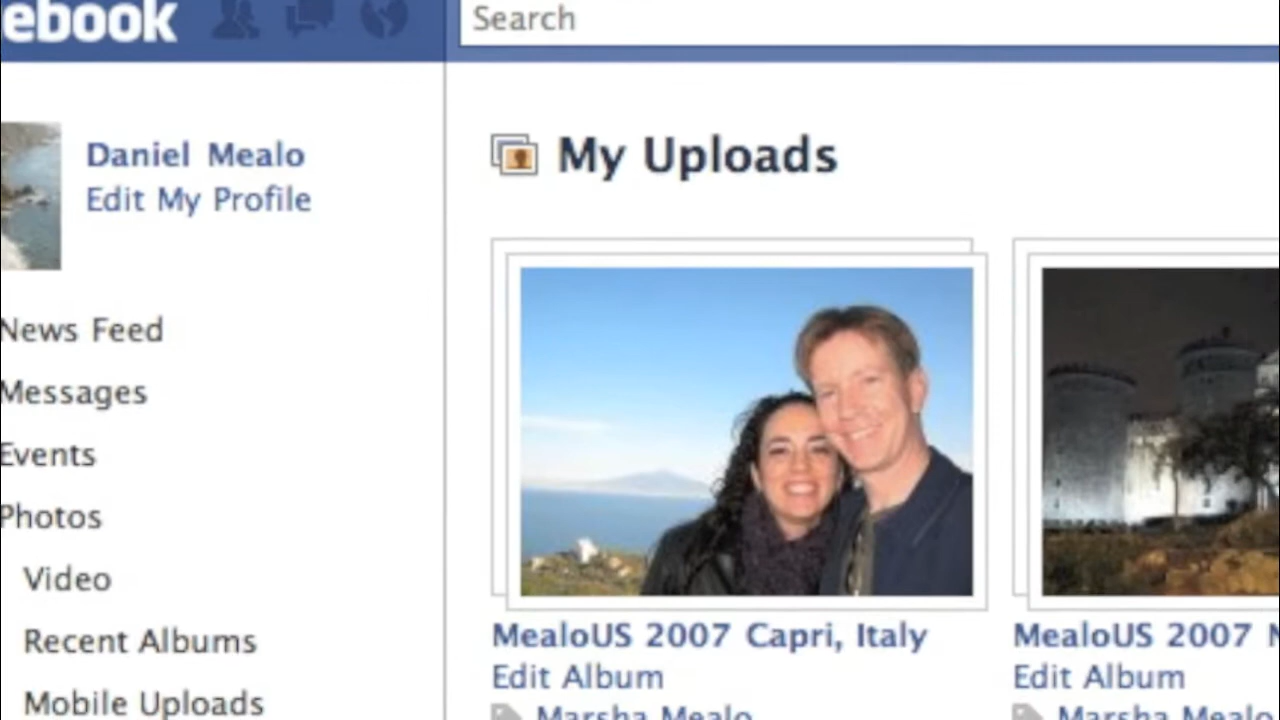 ebook
Search
Daniel Mealo
Edit My Profile
News Feed
Messages
Events
Photos
Video
Recent Albums
Mobile Uploads
My Uploads
MealoUS 2007 Capri, Italy
Edit Album
Marsha Mealo
MealoUS 2007
Edit Album
Marsha Mealo